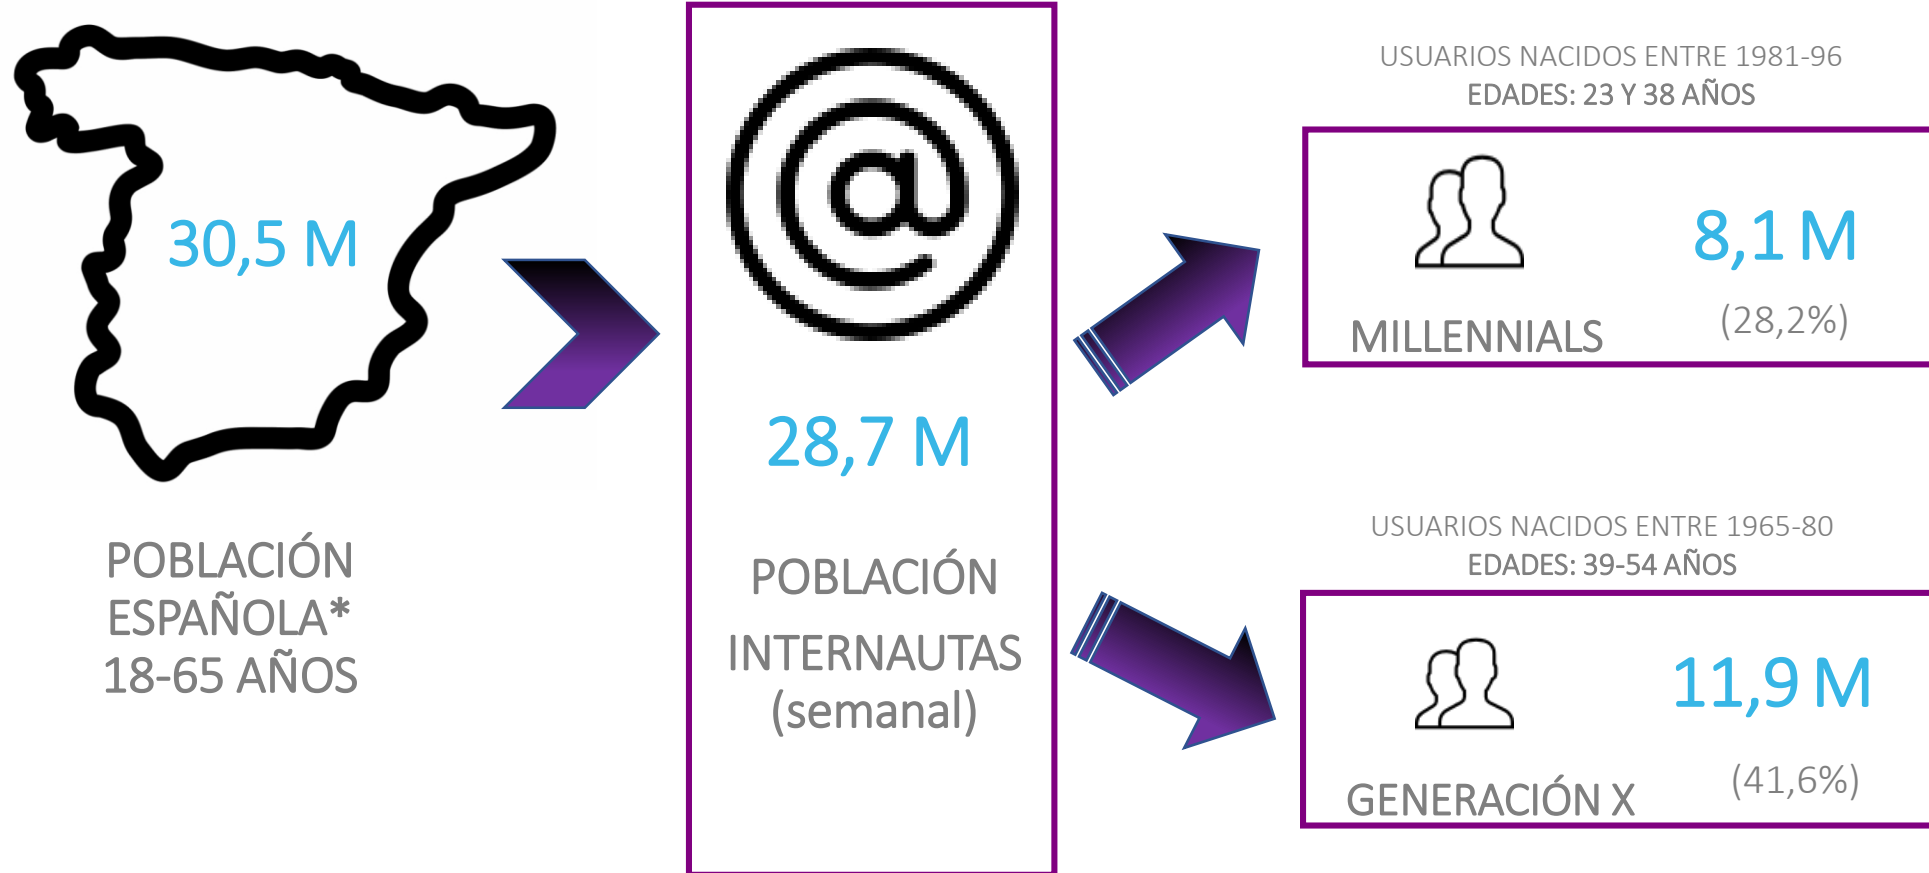 30,5 M
POBLACIÓN
ESPAÑOLA*
18-65 AÑOS
@
28,7 M
POBLACIÓN
INTERNAUTAS
(semanal)
USUARIOS NACIDOS ENTRE 1981-96
EDADES: 23 Y 38 AÑOS
8,1 M
MILLENNIALS
(28,2%)
USUARIOS NACIDOS ENTRE 1965-80
EDADES: 39-54 AÑOS
11,9 M
GENERACIÓN X
(41,6%)